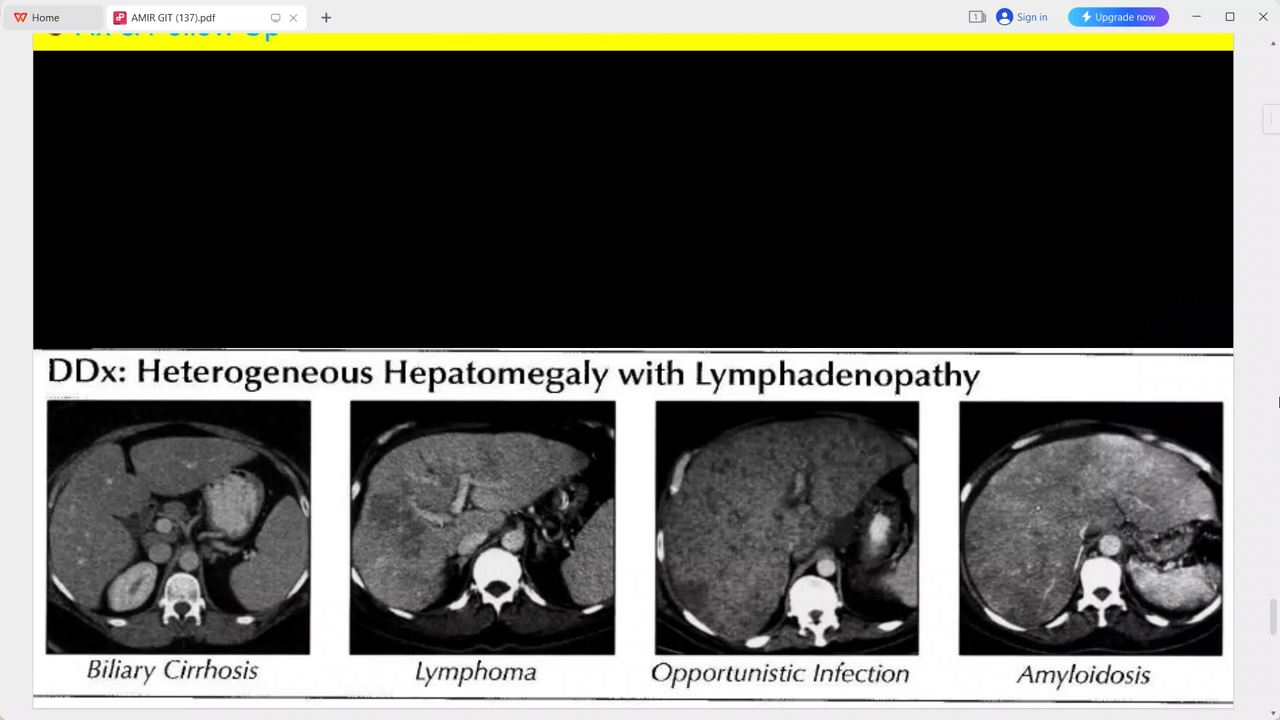 Home
AMIR GIT (137).pdf
1
Sign in
Upgrade now
DDx: Heterogeneous Hepatomegaly with Lymphadenopathy
Biliary Cirrhosis
Lymphoma
Opportunistic Infection
Amyloidosis